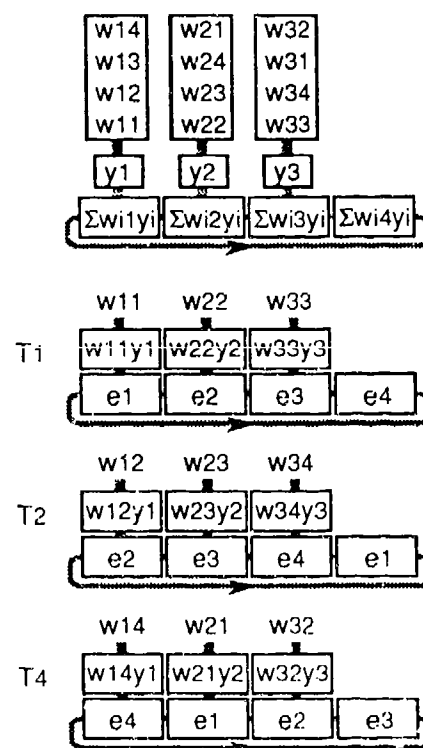 w14 w21 w32
w13 w24 w31
w12 w23 w34
w11 w22 w33
y1 y2 y3
Σwi1yi Σwi2yi Σwi3yi Σwi4yi
w11 w22 w33
Ti w11y1 w22y2 w33y3
e1 e2 e3 e4
w12 w23 w34
T2 w12y1 w23y2 w34y3
e2 e3 e4 e1
w14 w21 w32
T4 w14y1 w21y2 w32y3
e4 e1 e2 e3